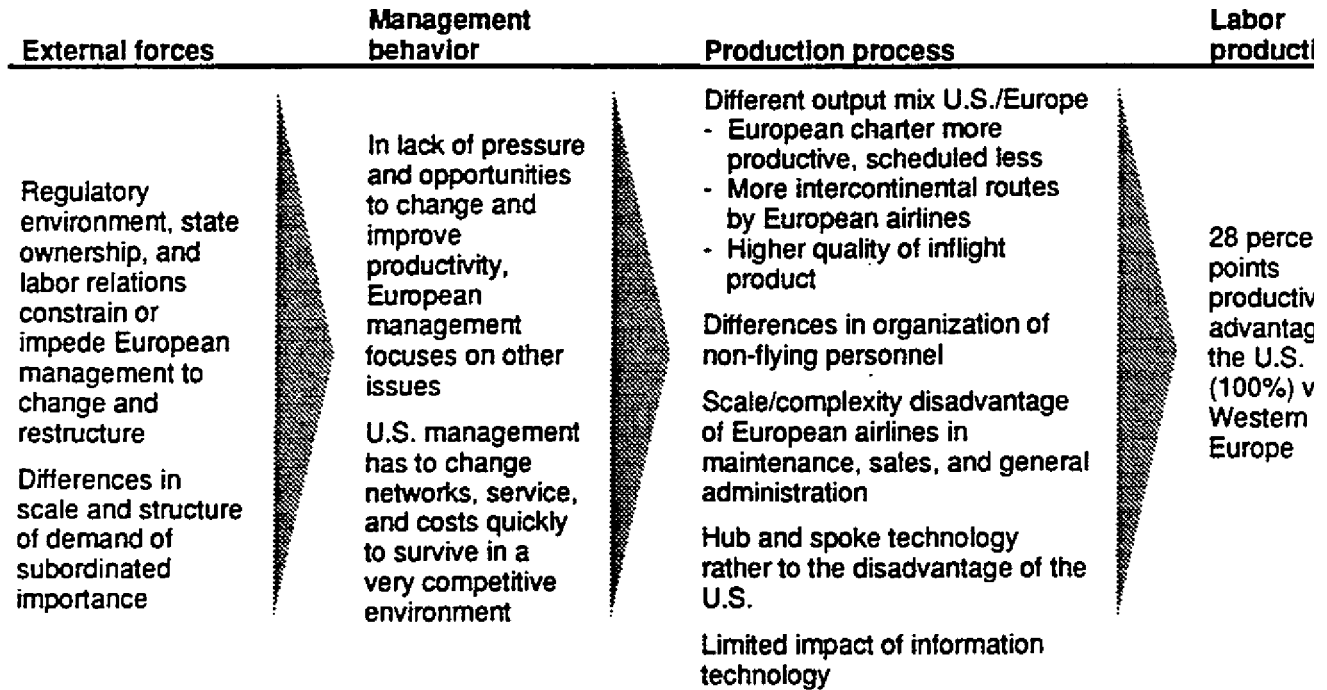 External forces
Regulatory
environment, state
ownership, and
labor relations
constrain or
impede European
management to
change and
restructure
Differences in
scale and structure
of demand of
subordinated
importance
Management
behavior
In lack of pressure
and opportunities
to change and
improve
productivity,
European
management
focuses on other
issues
U.S. management
has to change
networks, service,
and costs quickly
to survive in a
very competitive
environment
Production process
Different output mix U.S./Europe
- European charter more
productive, scheduled less
- More intercontinental routes
by European airlines
- Higher quality of inflight
product
Differences in organization of
non-flying personnel
Scale/complexity disadvantage
of European airlines in
maintenance, sales, and general
administration
Hub and spoke technology
rather to the disadvantage of the
U.S.
Limited impact of information
technology
Labor
producti
28 perce
points
productiv
advantag
the U.S.
(100%) v
Western
Europe